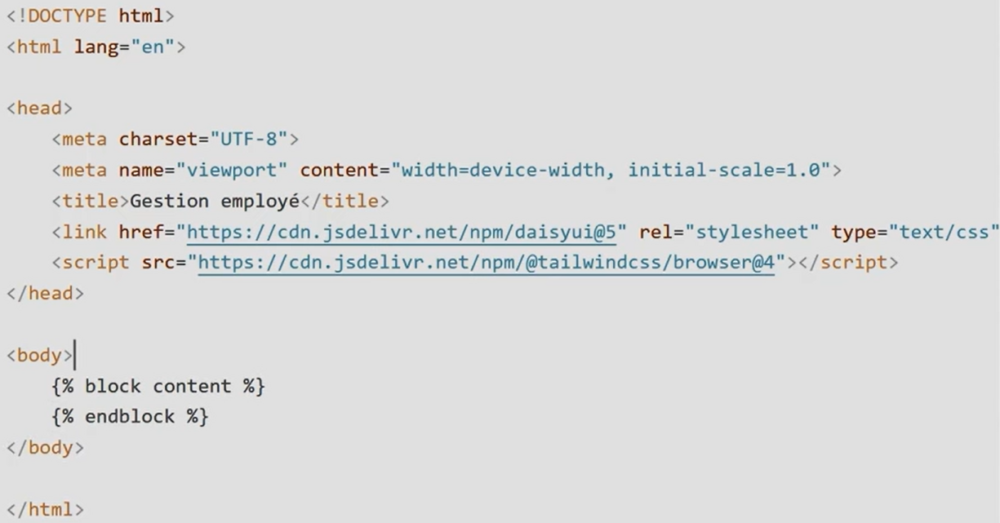 <!DOCTYPE html>
<html lang="en">
<head>
<meta charset="UTF-8">
<meta name="viewport" content="width=device-width, initial-scale=1.0">
<title>Gestion employé</title>
<link href="https://cdn.jsdelivr.net/npm/daisyui@5" rel="stylesheet" type="text/css"
<script src="https://cdn.jsdelivr.net/npm/@tailwindcss/browser@4"></script>
</head>
<body>
{% block content %}
{% endblock %}
</body>
</html>